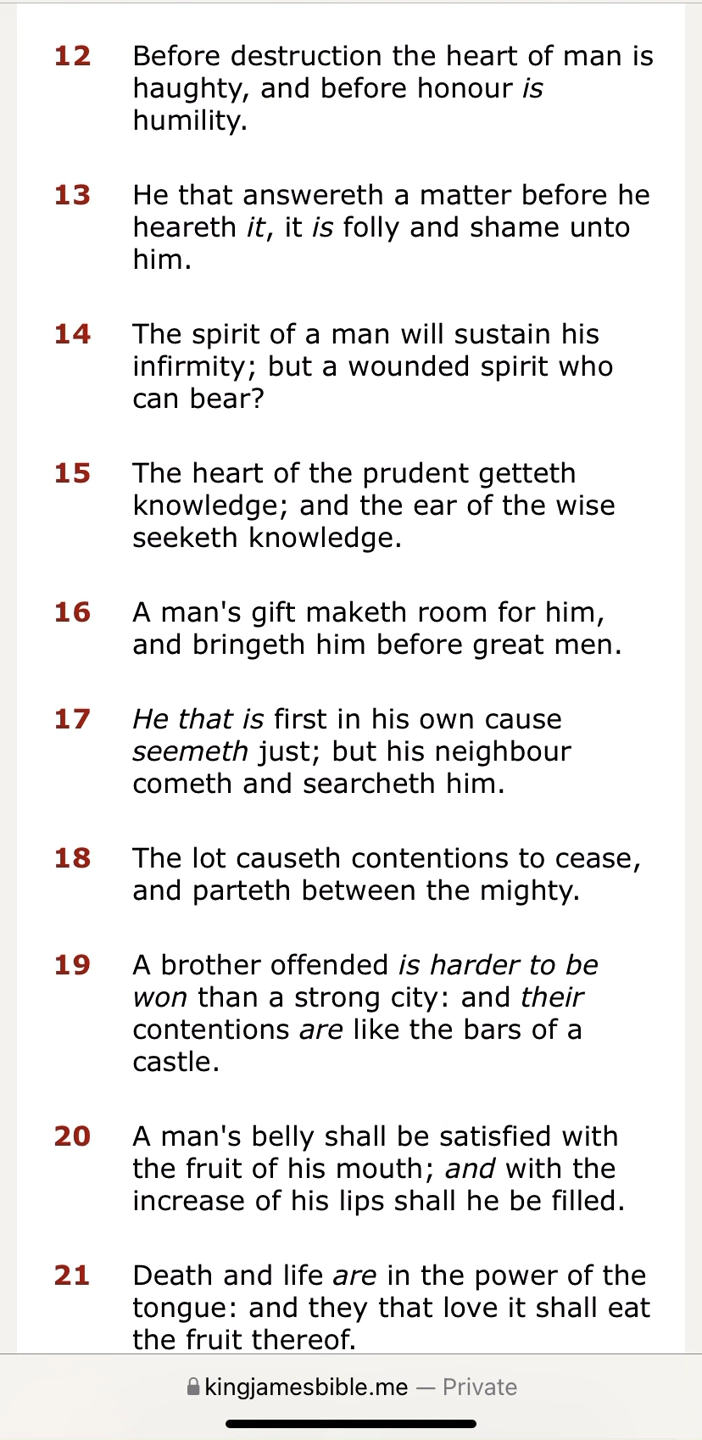 12 Before destruction the heart of man is
haughty, and before honour is
humility.
13 He that answereth a matter before he
heareth it, it is folly and shame unto
him.
14 The spirit of a man will sustain his
infirmity; but a wounded spirit who
can bear?
15 The heart of the prudent getteth
knowledge; and the ear of the wise
seeketh knowledge.
16 A man's gift maketh room for him,
and bringeth him before great men.
17 He that is first in his own cause
seemeth just; but his neighbour
cometh and searcheth him.
18 The lot causeth contentions to cease,
and parteth between the mighty.
19 A brother offended is harder to be
won than a strong city: and their
contentions are like the bars of a
castle.
20 A man's belly shall be satisfied with
the fruit of his mouth; and with the
increase of his lips shall he be filled.
21 Death and life are in the power of the
tongue: and they that love it shall eat
the fruit thereof.
kingjamesbible.me — Private